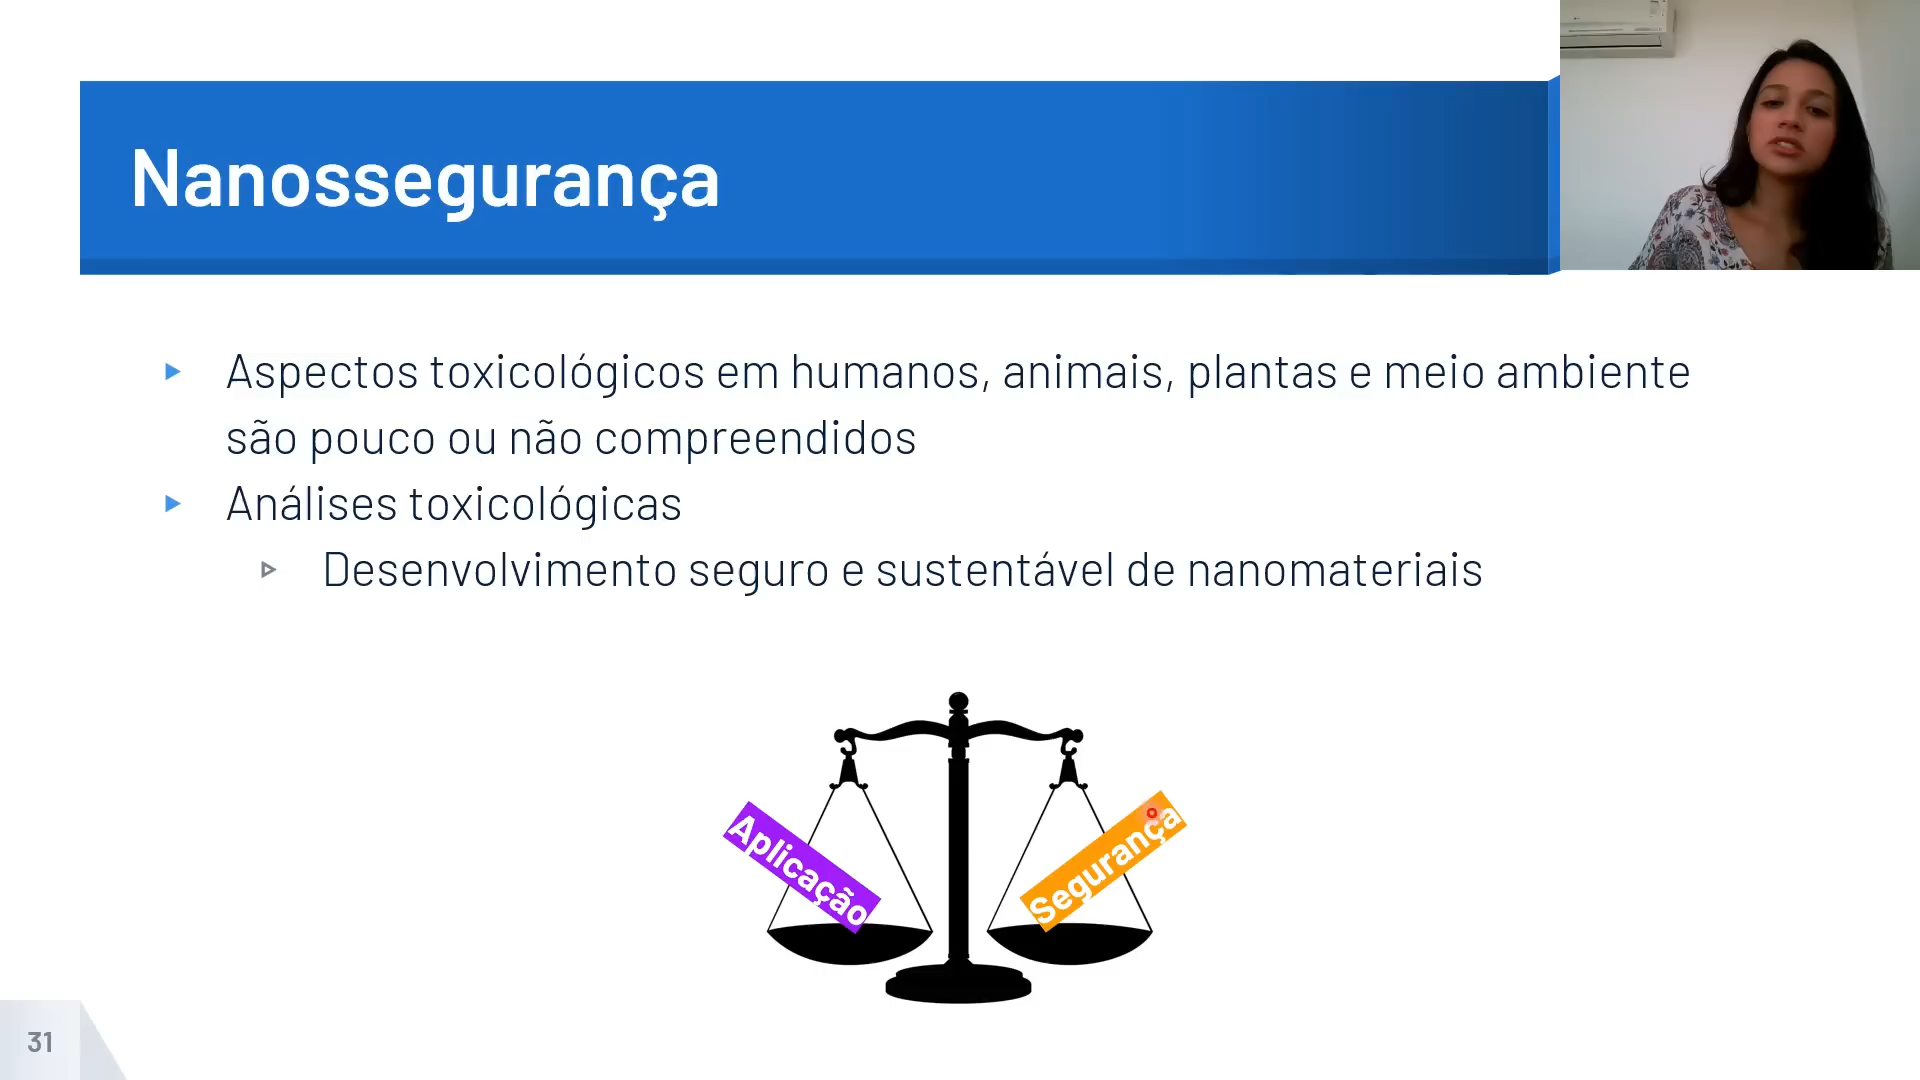 Nanossegurança
Aspectos toxicológicos em humanos, animais, plantas e meio ambiente
são pouco ou não compreendidos
Análises toxicológicas
Desenvolvimento seguro e sustentável de nanomateriais
Aplicação
Segurança
31